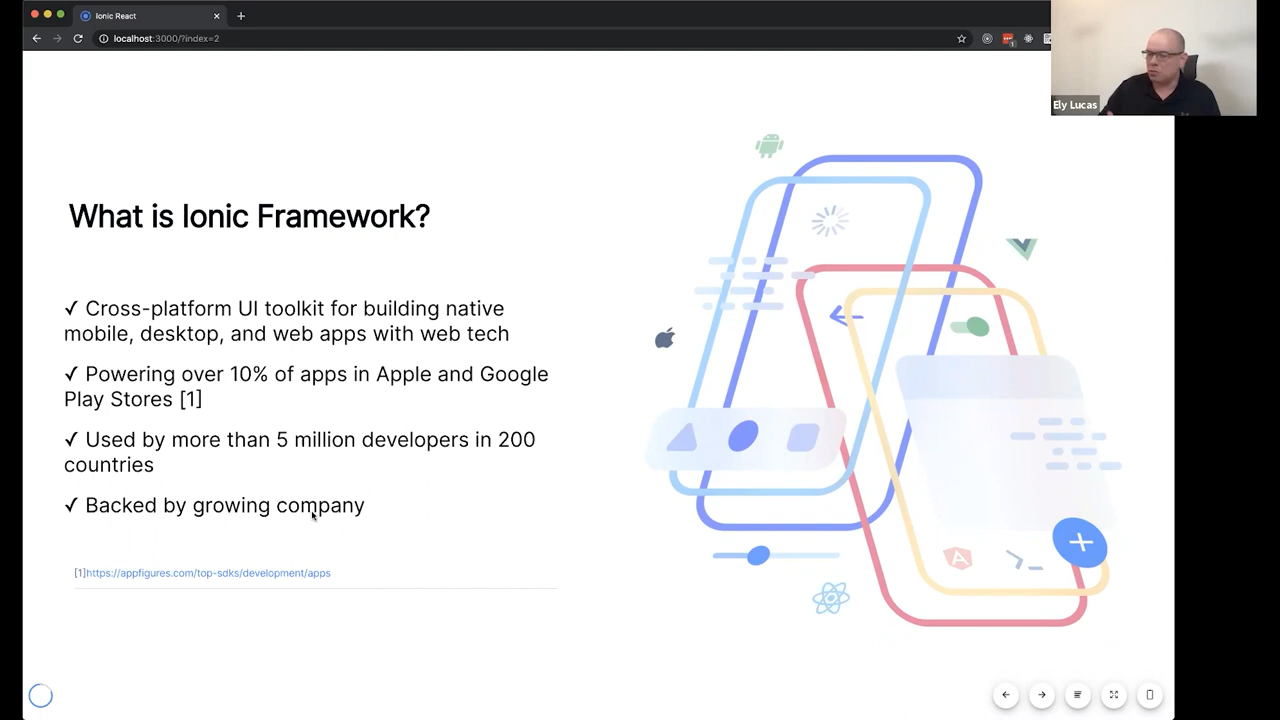 Ionic React
localhost:3000/?index=2
1
Ely Lucas
What is Ionic Framework?
✓ Cross-platform UI toolkit for building native
mobile, desktop, and web apps with web tech
✓ Powering over 10% of apps in Apple and Google
Play Stores [1]
✓ Used by more than 5 million developers in 200
countries
✓ Backed by growing company
[1]https://appfigures.com/top-sdks/development/apps